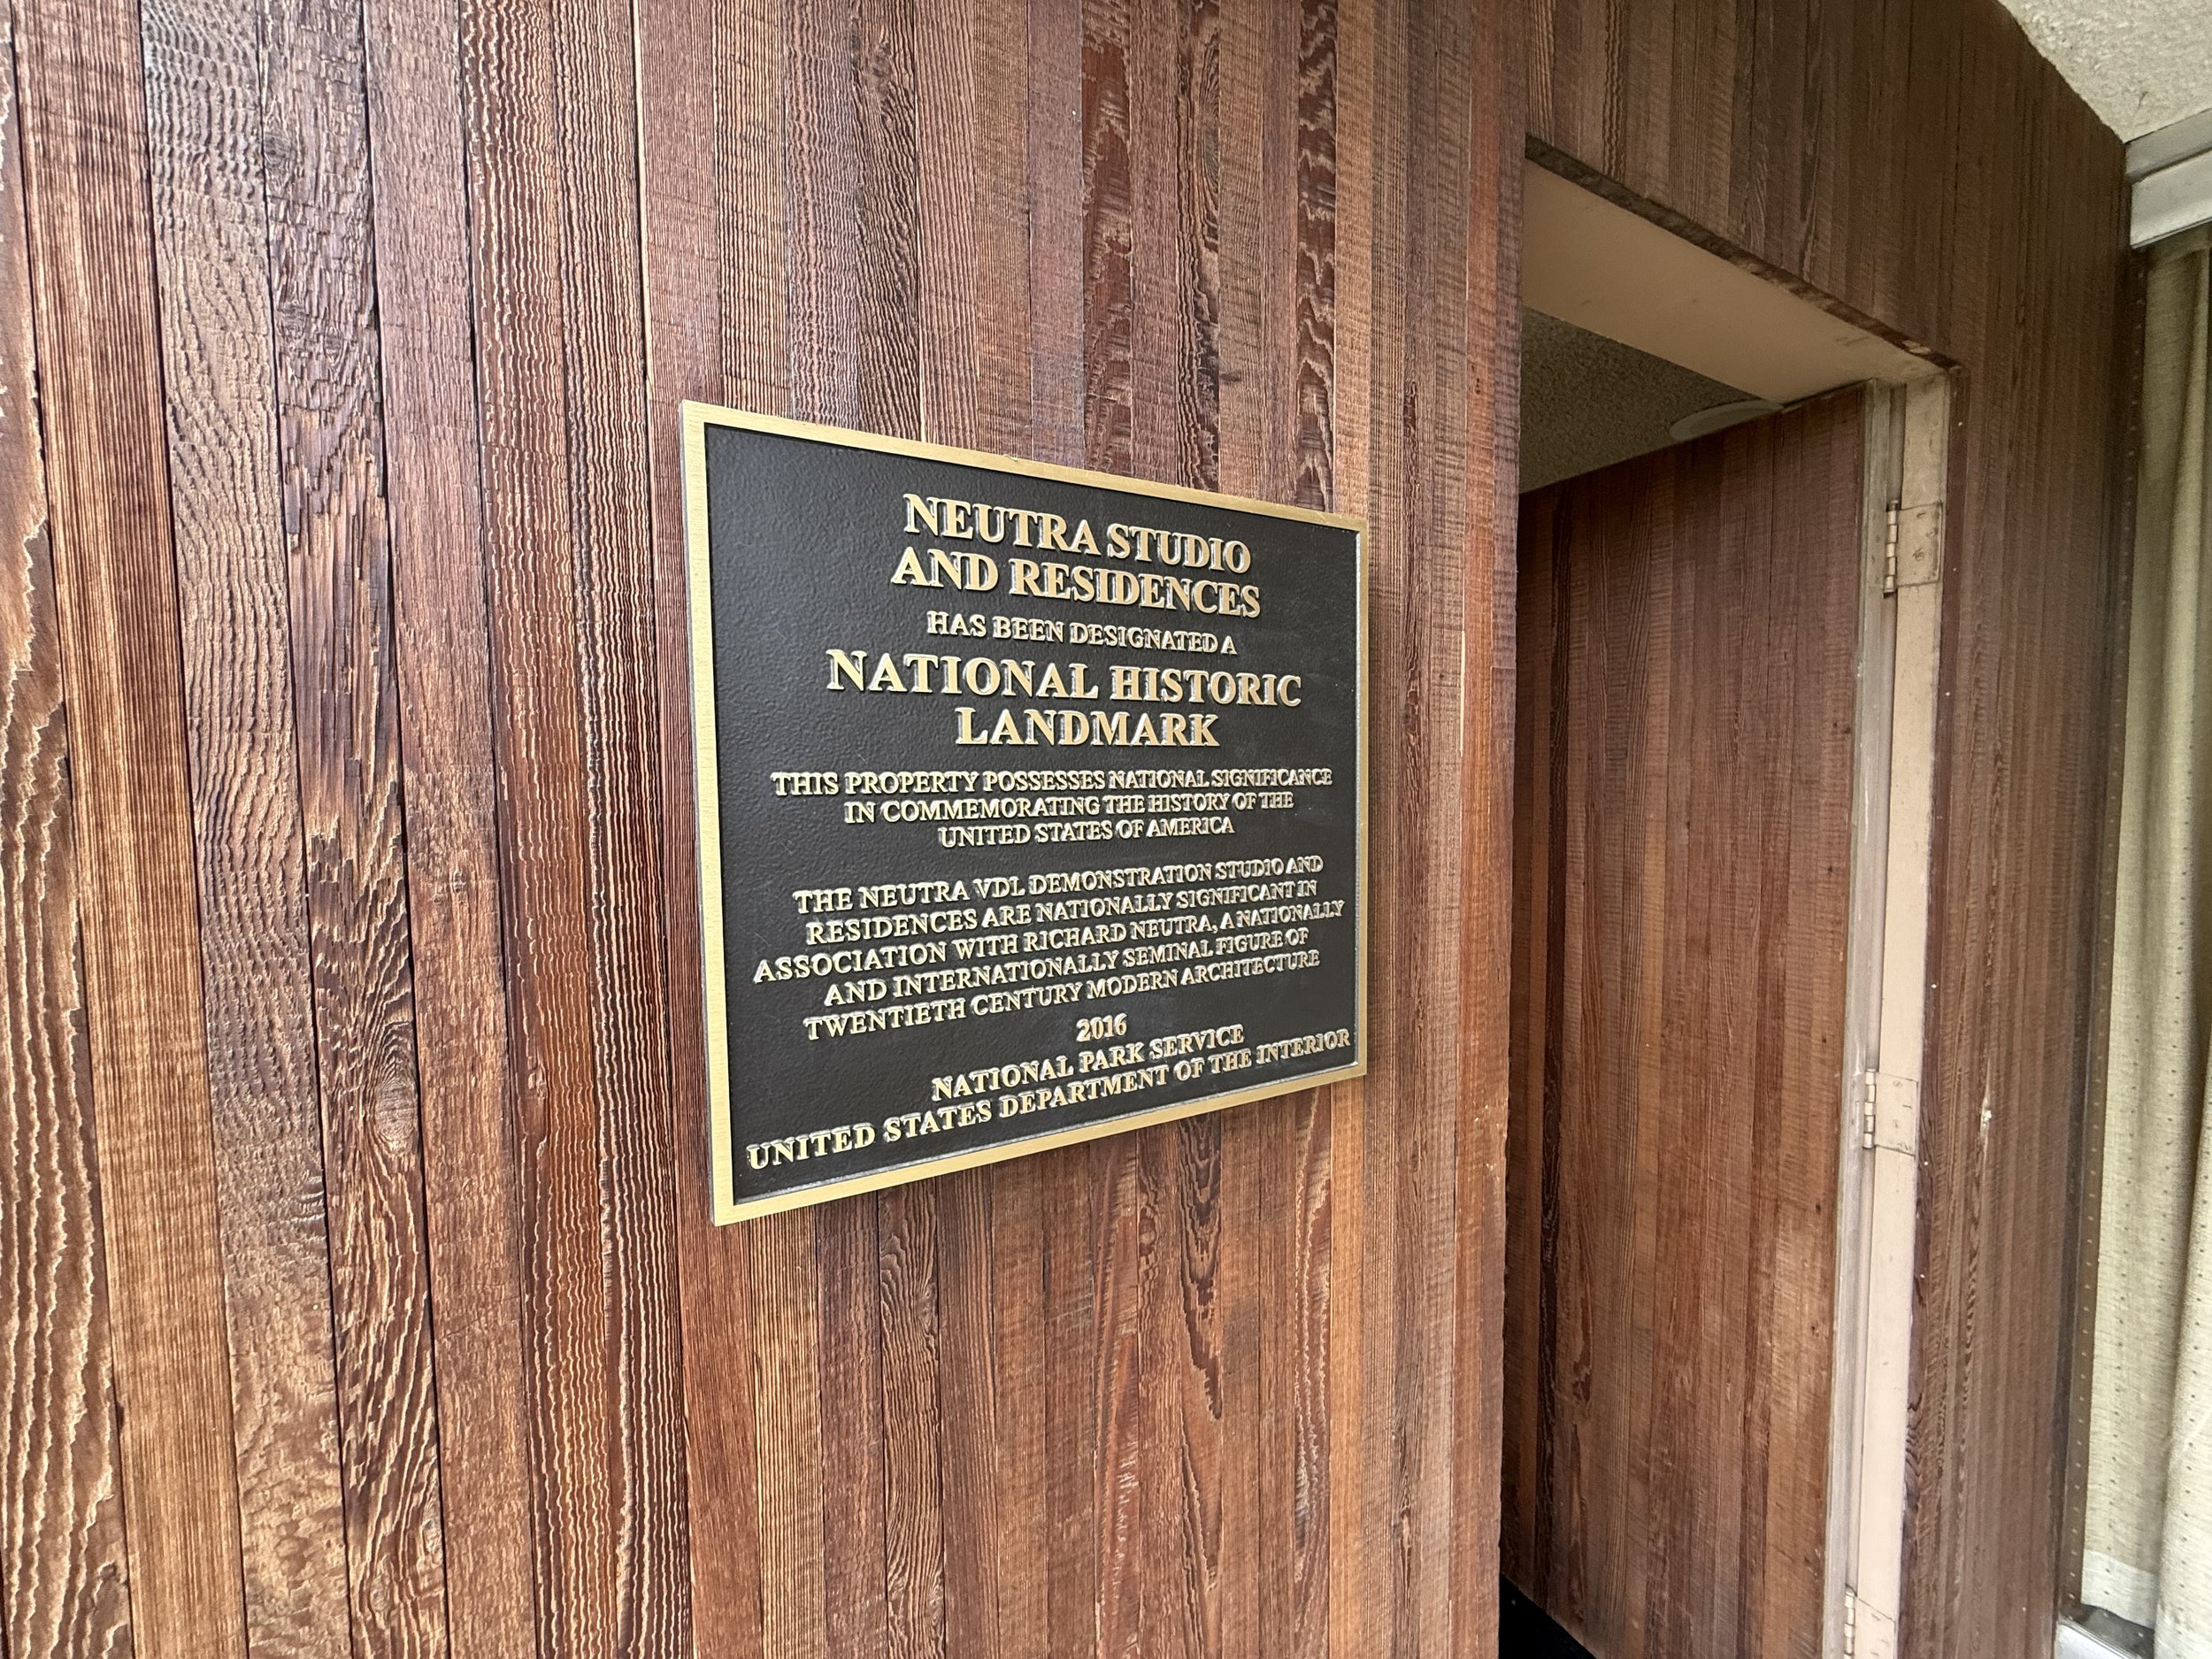 NEUTRA STUDIO
AND RESIDENCES
HAS BEEN DESIGNATED A
NATIONAL HISTORIC
LANDMARK
THIS PROPERTY POSSESSES NATIONAL SIGNIFICANCE
IN COMMEMORATING THE HISTORY OF THE
UNITED STATES OF AMERICA
THE NEUTRA VDL DEMONSTRATION STUDIO AND
RESIDENCES ARE NATIONALLY SIGNIFICANT IN
ASSOCIATION WITH RICHARD NEUTRA, A NATIONALLY
AND INTERNATIONALLY SEMINAL FIGURE OF
TWENTIETH CENTURY MODERN ARCHITECTURE
2016
NATIONAL PARK SERVICE
UNITED STATES DEPARTMENT OF THE INTERIOR